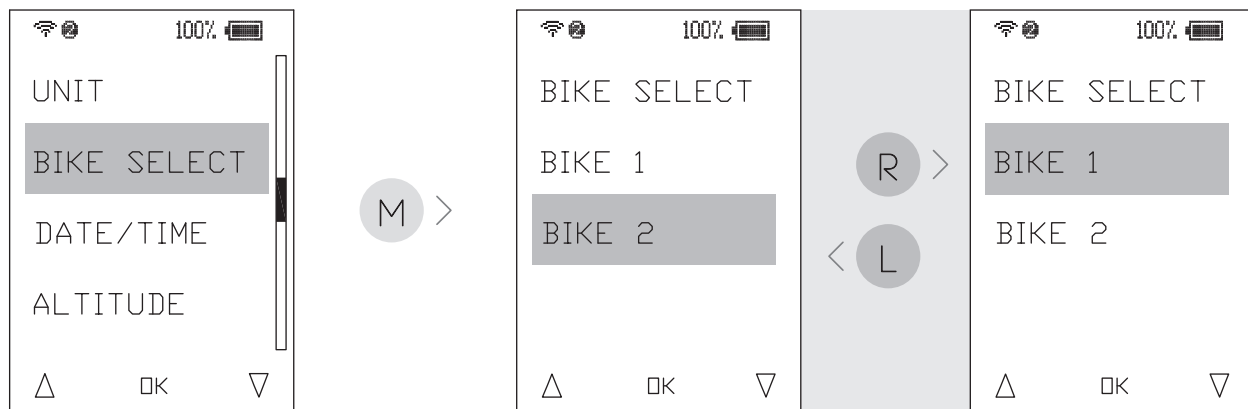 100%
UNIT
BIKE SELECT
DATE/TIME
ALTITUDE
OK
M
100%
BIKE SELECT
BIKE 1
BIKE 2
OK
R
L
100%
BIKE SELECT
BIKE 1
BIKE 2
OK